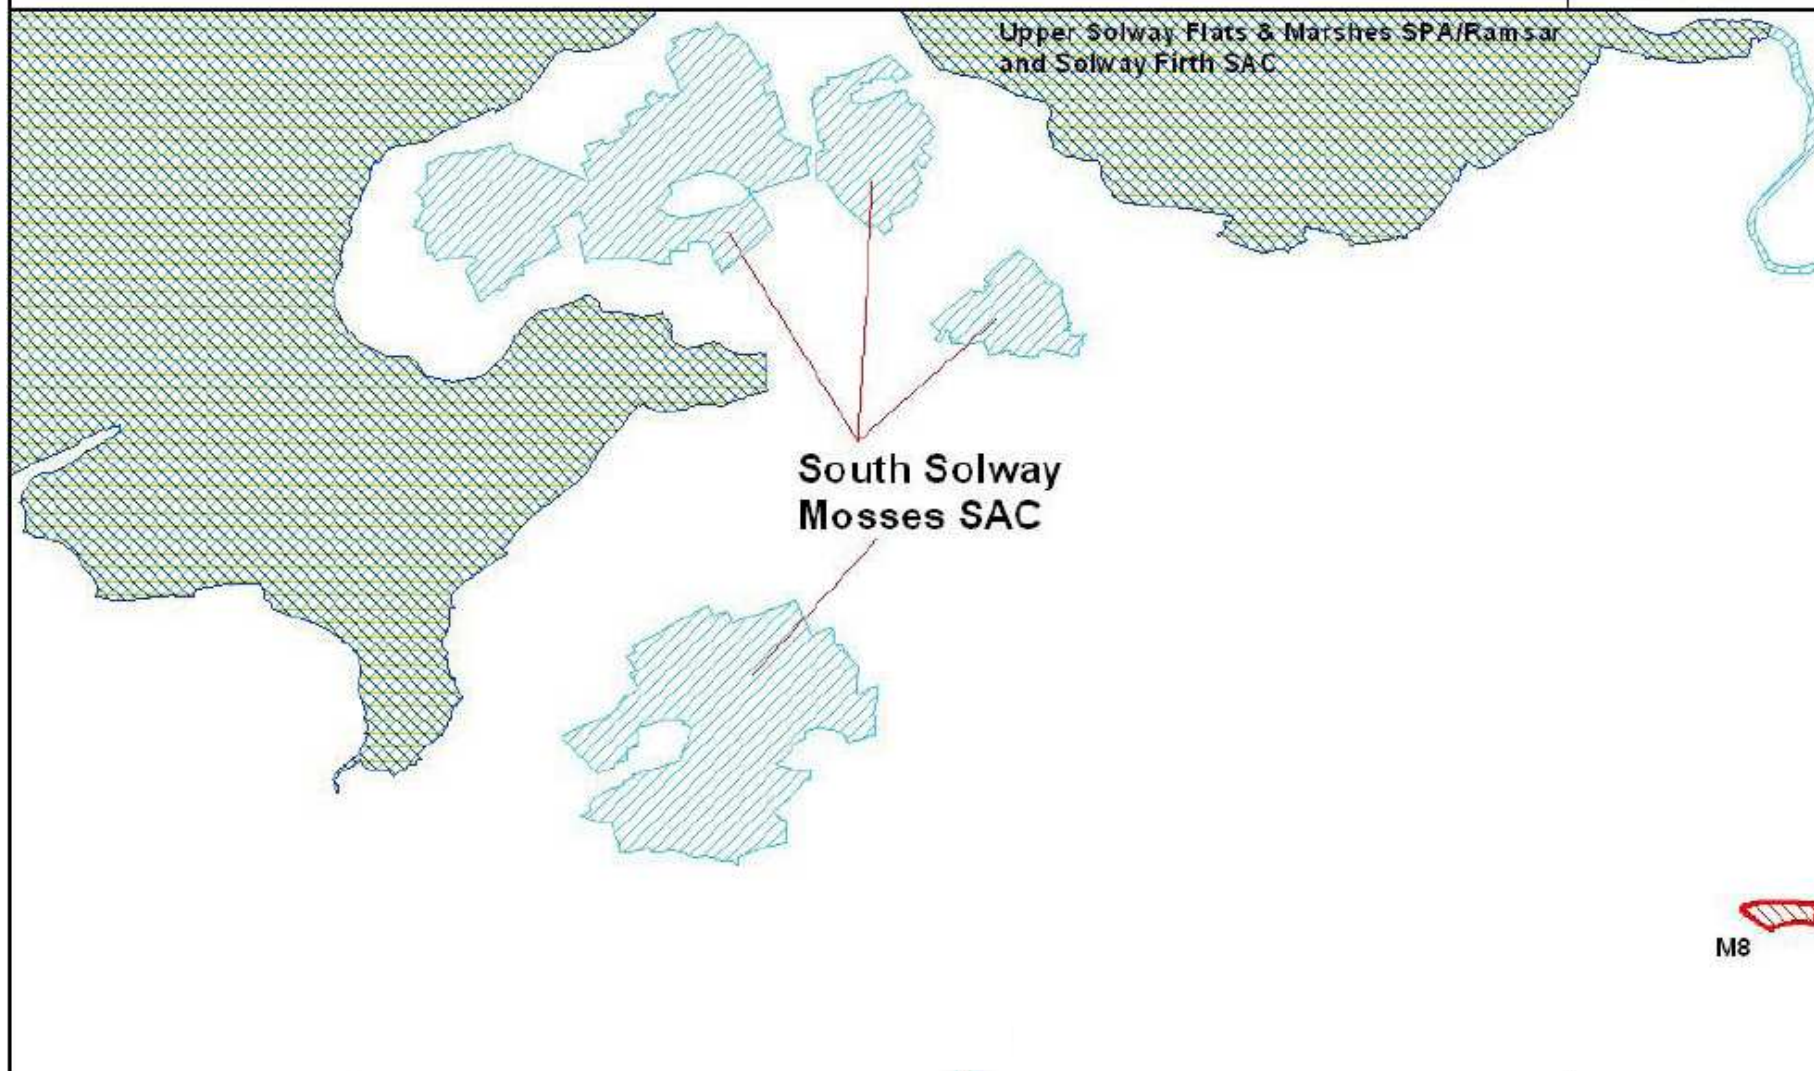 Upper Solway Flats & Marshes SPA/Ramsar
and Solway Firth SAC
South Solway
Mosses SAC
M8